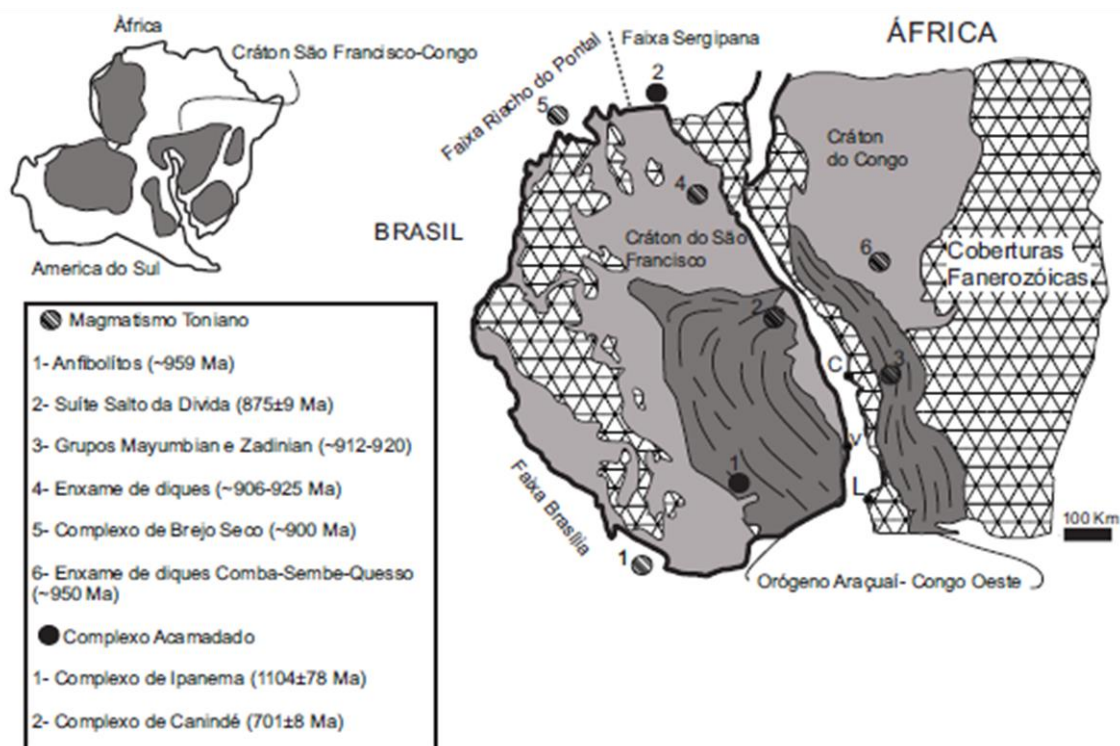 Àfrica
Cráton São Francisco-Congo
America do Sul
Faixa Riacho do Pontal
Faixa Sergipana
ÁFRICA
2
5
Cráton
do Congo
4
BRASIL
Cráton do São
Francisco
6
Coberturas
Fanerozóicas
2
C
3
V
1
L
100 Km
Faixa Brasília
1
Orógeno Araçuaí- Congo Oeste
Magmatismo Toniano
1- Anfibolítos (~959 Ma)
2- Suíte Salto da Divida (875±9 Ma)
3- Grupos Mayumbian e Zadinian (~912-920)
4- Enxame de diques (~906-925 Ma)
5- Complexo de Brejo Seco (~900 Ma)
6- Enxame de diques Comba-Sembe-Quesso
(~950 Ma)
Complexo Acamadado
1- Complexo de Ipanema (1104±78 Ma)
2- Complexo de Canindé (701±8 Ma)